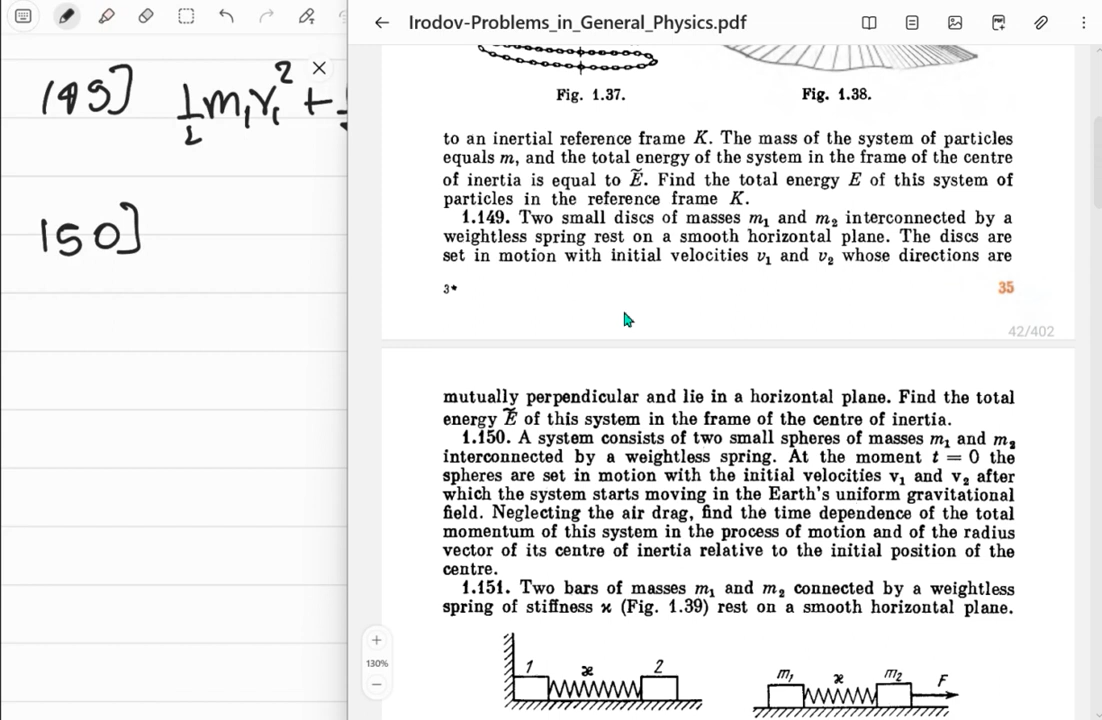 Irodov-Problems_in_General_Physics.pdf
149] ½m₁v₁² +
150]
Fig. 1.37.
Fig. 1.38.
to an inertial reference frame K. The mass of the system of particles
equals m, and the total energy of the system in the frame of the centre
of inertia is equal to Ẽ. Find the total energy E of this system of
particles in the reference frame K.
1.149. Two small discs of masses m₁ and m₂ interconnected by a
weightless spring rest on a smooth horizontal plane. The discs are
set in motion with initial velocities v₁ and v₂ whose directions are
3*
35
42/402
mutually perpendicular and lie in a horizontal plane. Find the total
energy Ẽ of this system in the frame of the centre of inertia.
1.150. A system consists of two small spheres of masses m₁ and m₂
interconnected by a weightless spring. At the moment t = 0 the
spheres are set in motion with the initial velocities v₁ and v₂ after
which the system starts moving in the Earth's uniform gravitational
field. Neglecting the air drag, find the time dependence of the total
momentum of this system in the process of motion and of the radius
vector of its centre of inertia relative to the initial position of the
centre.
1.151. Two bars of masses m₁ and m₂ connected by a weightless
spring of stiffness ϰ (Fig. 1.39) rest on a smooth horizontal plane.
1 ϰ 2
m₁ ϰ m₂ F
130%